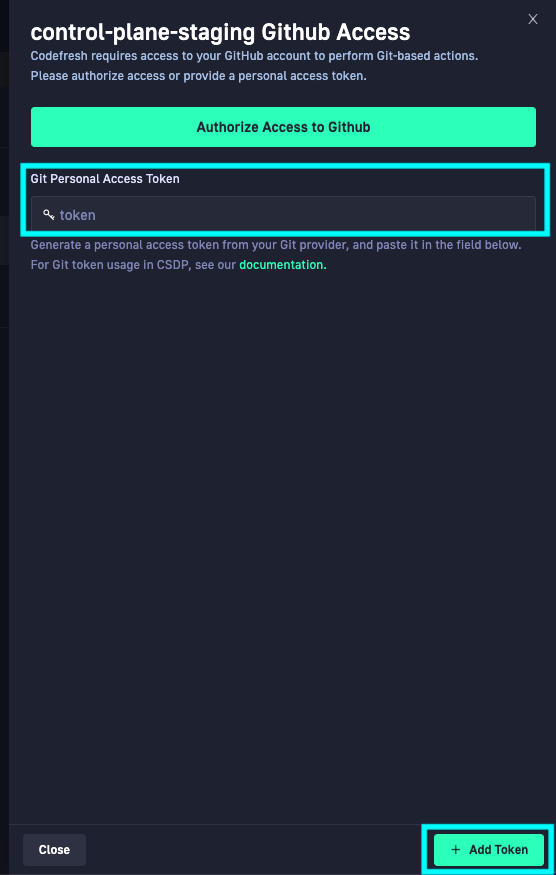 control-plane-staging Github Access
Codefresh requires access to your GitHub account to perform Git-based actions.
Please authorize access or provide a personal access token.
Authorize Access to Github
Git Personal Access Token
token
Generate a personal access token from your Git provider, and paste it in the field below.
For Git token usage in CSDP, see our documentation.
Close
+ Add Token